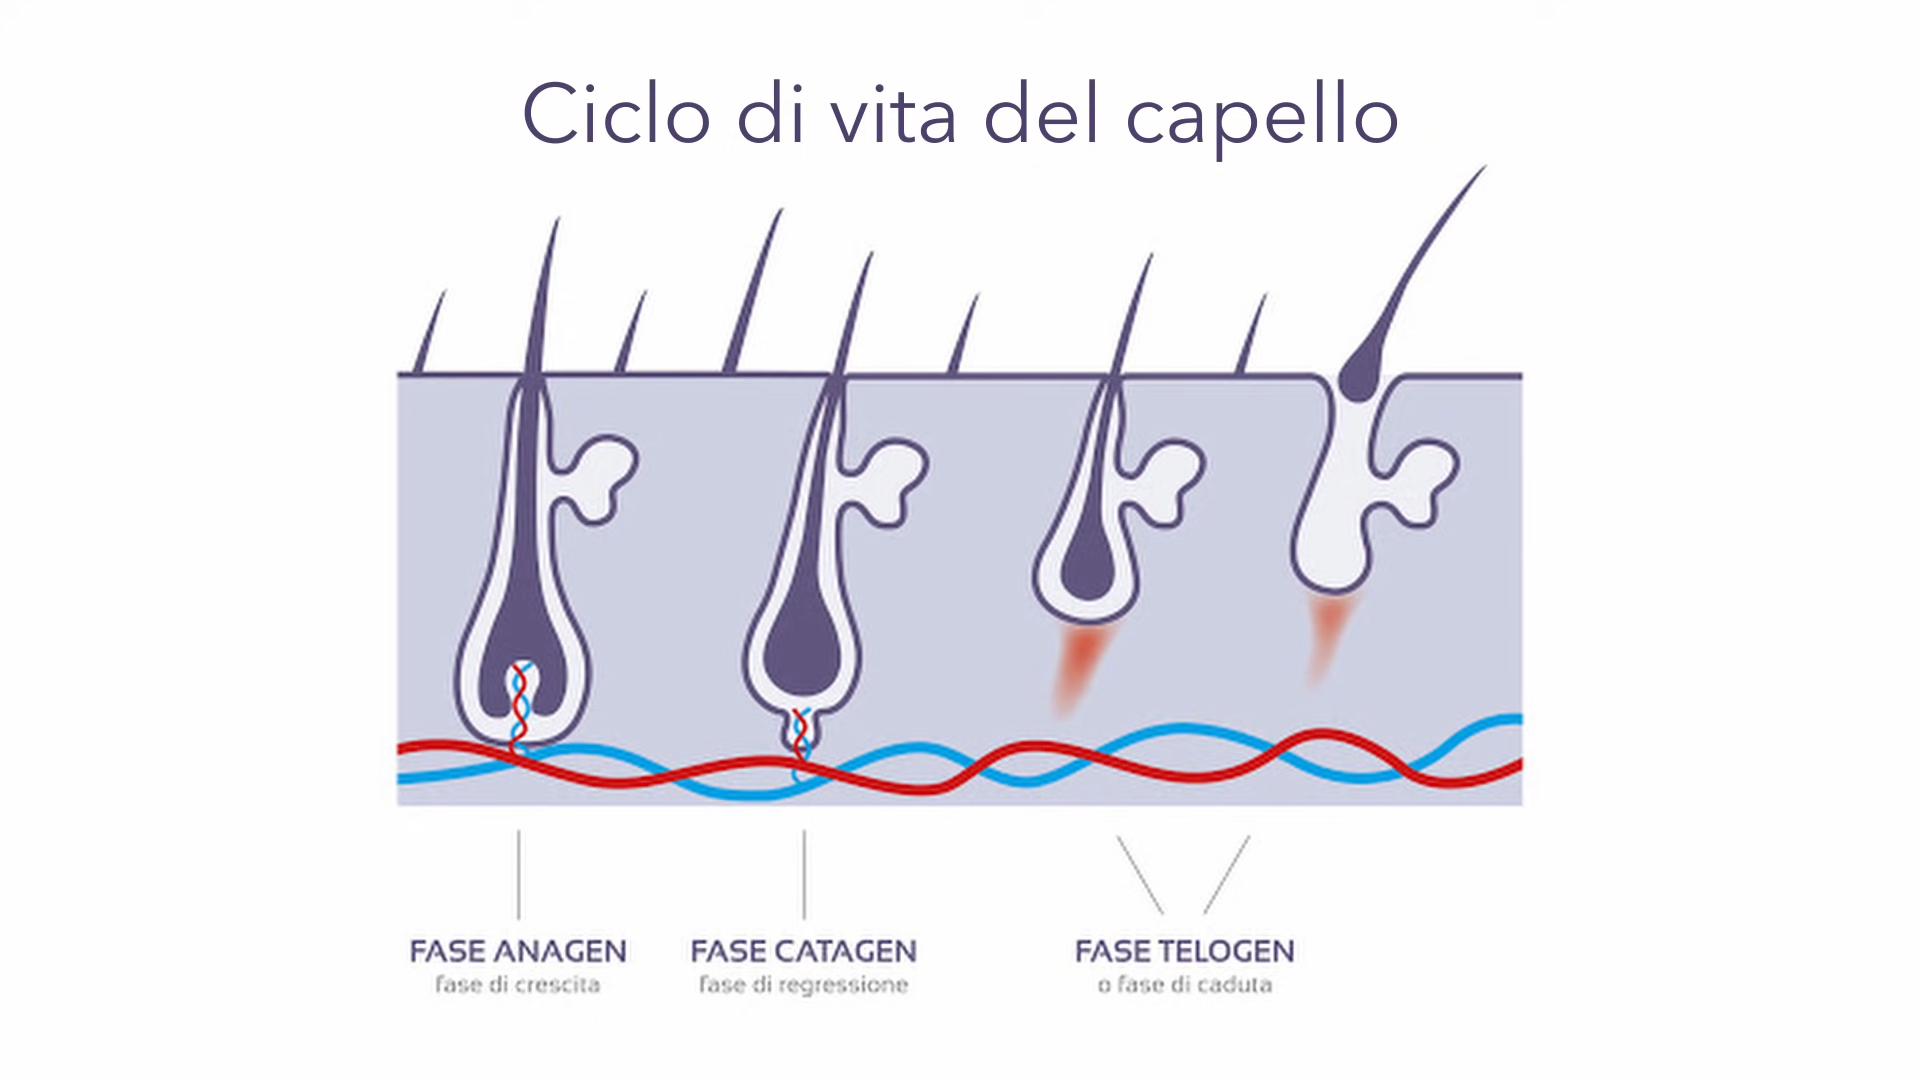 Ciclo di vita del capello
FASE ANAGEN
fase di crescita
FASE CATAGEN
fase di regressione
FASE TELOGEN
o fase di caduta